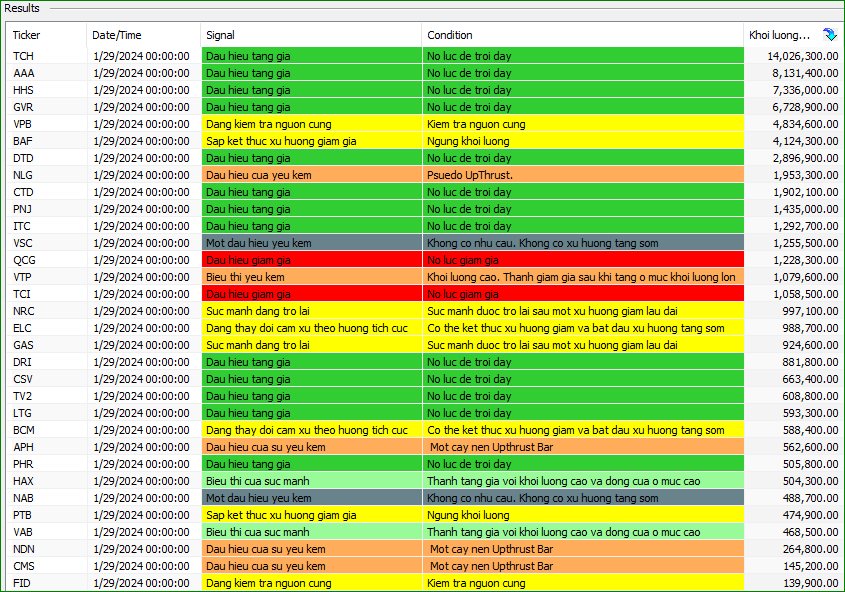 Results
Ticker Date/Time Signal Condition Khoi luong...
TCH 1/29/2024 00:00:00 Dau hieu tang gia No luc de troi day 14,026,300.00
AAA 1/29/2024 00:00:00 Dau hieu tang gia No luc de troi day 8,131,400.00
HHS 1/29/2024 00:00:00 Dau hieu tang gia No luc de troi day 7,336,000.00
GVR 1/29/2024 00:00:00 Dau hieu tang gia No luc de troi day 6,728,900.00
VPB 1/29/2024 00:00:00 Dang kiem tra nguon cung Kiem tra nguon cung 4,834,600.00
BAF 1/29/2024 00:00:00 Sap ket thuc xu huong giam gia Ngung khoi luong 4,124,300.00
DTD 1/29/2024 00:00:00 Dau hieu tang gia No luc de troi day 2,896,900.00
NLG 1/29/2024 00:00:00 Dau hieu cua yeu kem Psuedo UpThrust. 1,953,300.00
CTD 1/29/2024 00:00:00 Dau hieu tang gia No luc de troi day 1,902,100.00
PNJ 1/29/2024 00:00:00 Dau hieu tang gia No luc de troi day 1,435,000.00
ITC 1/29/2024 00:00:00 Dau hieu tang gia No luc de troi day 1,292,700.00
VSC 1/29/2024 00:00:00 Mot dau hieu yeu kem Khong co nhu cau. Khong co xu huong tang som 1,255,500.00
QCG 1/29/2024 00:00:00 Dau hieu giam gia No luc giam gia 1,228,300.00
VTP 1/29/2024 00:00:00 Bieu thi yeu kem Khoi luong cao. Thanh giam gia sau khi tang o muc khoi luong lon 1,079,600.00
TCI 1/29/2024 00:00:00 Dau hieu giam gia No luc giam gia 1,058,500.00
NRC 1/29/2024 00:00:00 Suc manh dang tro lai Suc manh duoc tro lai sau mot xu huong giam lau dai 997,100.00
ELC 1/29/2024 00:00:00 Dang thay doi cam xu theo huong tich cuc Co the ket thuc xu huong giam va bat dau xu huong tang som 988,700.00
GAS 1/29/2024 00:00:00 Suc manh dang tro lai Suc manh duoc tro lai sau mot xu huong giam lau dai 924,600.00
DRI 1/29/2024 00:00:00 Dau hieu tang gia No luc de troi day 881,800.00
CSV 1/29/2024 00:00:00 Dau hieu tang gia No luc de troi day 663,400.00
TV2 1/29/2024 00:00:00 Dau hieu tang gia No luc de troi day 608,800.00
LTG 1/29/2024 00:00:00 Dau hieu tang gia No luc de troi day 593,300.00
BCM 1/29/2024 00:00:00 Dang thay doi cam xu theo huong tich cuc Co the ket thuc xu huong giam va bat dau xu huong tang som 588,400.00
APH 1/29/2024 00:00:00 Dau hieu cua su yeu kem Mot cay nen Upthrust Bar 562,600.00
PHR 1/29/2024 00:00:00 Dau hieu tang gia No luc de troi day 505,800.00
HAX 1/29/2024 00:00:00 Bieu thi cua suc manh Thanh tang gia voi khoi luong cao va dong cua o muc cao 504,300.00
NAB 1/29/2024 00:00:00 Mot dau hieu yeu kem Khong co nhu cau. Khong co xu huong tang som 488,700.00
PTB 1/29/2024 00:00:00 Sap ket thuc xu huong giam gia Ngung khoi luong 474,900.00
VAB 1/29/2024 00:00:00 Bieu thi cua suc manh Thanh tang gia voi khoi luong cao va dong cua o muc cao 468,500.00
NDN 1/29/2024 00:00:00 Dau hieu cua su yeu kem Mot cay nen Upthrust Bar 264,800.00
CMS 1/29/2024 00:00:00 Dau hieu cua su yeu kem Mot cay nen Upthrust Bar 145,200.00
FID 1/29/2024 00:00:00 Dang kiem tra nguon cung Kiem tra nguon cung 139,900.00